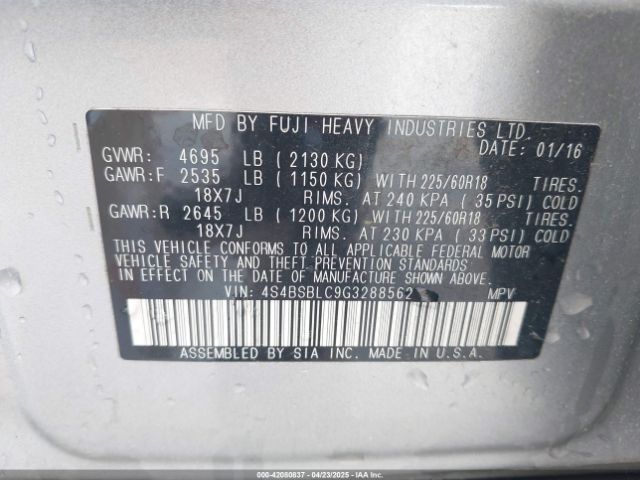 MFD BY FUJI HEAVY INDUSTRIES LTD.
DATE: 01/16
GVWR: 4695 LB ( 2130 KG)
GAWR:F 2535 LB ( 1150 KG) WITH 225/60R18 TIRES.
18X7J RIMS. AT 240 KPA ( 35 PSI) COLD
GAWR:R 2645 LB ( 1200 KG) WITH 225/60R18 TIRES.
18X7J RIMS. AT 230 KPA ( 33 PSI) COLD
THIS VEHICLE CONFORMS TO ALL APPLICABLE FEDERAL MOTOR
VEHICLE SAFETY AND THEFT PREVENTION STANDARDS IN
EFFECT ON THE DATE OF MANUFACTURE SHOWN ABOVE.
VIN: 4S4BSBLC9G3288562 MPV
ASSEMBLED BY SIA INC. MADE IN U.S.A.
000-42080837 - 04/23/2025 - IAAI.COM